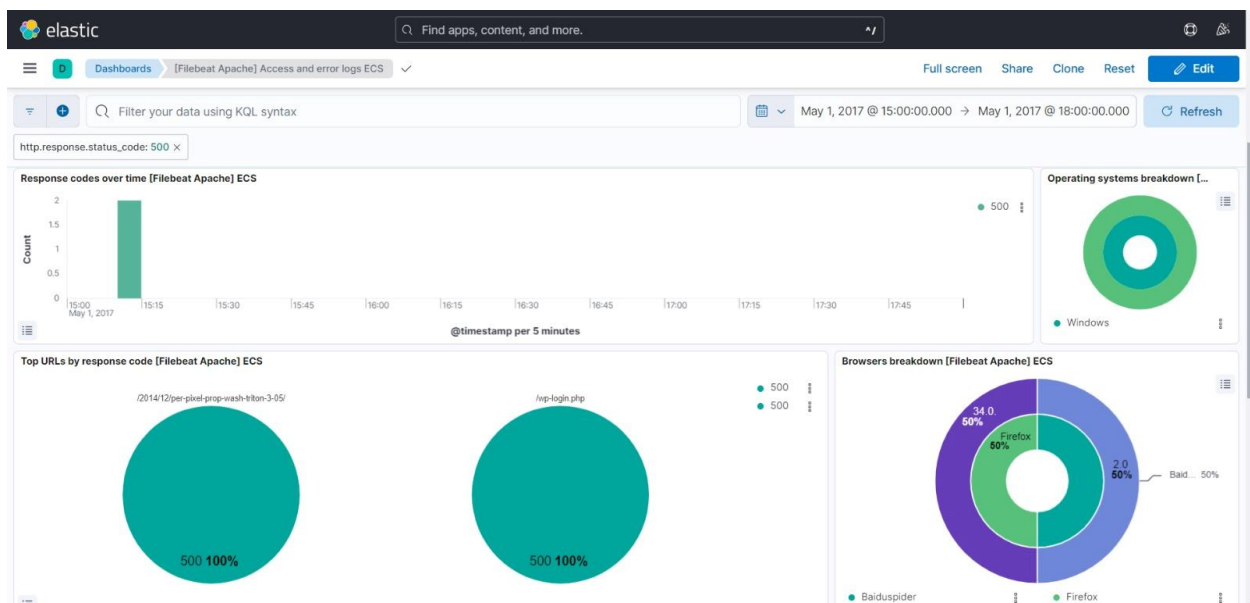 elastic
Find apps, content, and more.
^/
D
Dashboards
[Filebeat Apache] Access and error logs ECS
Full screen
Share
Clone
Reset
Edit
Filter your data using KQL syntax
May 1, 2017 @ 15:00:00.000 → May 1, 2017 @ 18:00:00.000
Refresh
http.response.status_code: 500 ×
Response codes over time [Filebeat Apache] ECS
Count
2
1.5
1
0.5
0
15:00
15:15
15:30
15:45
16:00
16:15
16:30
16:45
17:00
17:15
17:30
17:45
May 1, 2017
@timestamp per 5 minutes
500
Operating systems breakdown [...
Windows
Top URLs by response code [Filebeat Apache] ECS
/2014/12/per-pixel-prop-wash-triton-3-05/
500 100%
/wp-login.php
500 100%
500
500
Browsers breakdown [Filebeat Apache] ECS
34.0.
50%
Firefox
50%
2.0
50%
Baid... 50%
Baiduspider
Firefox